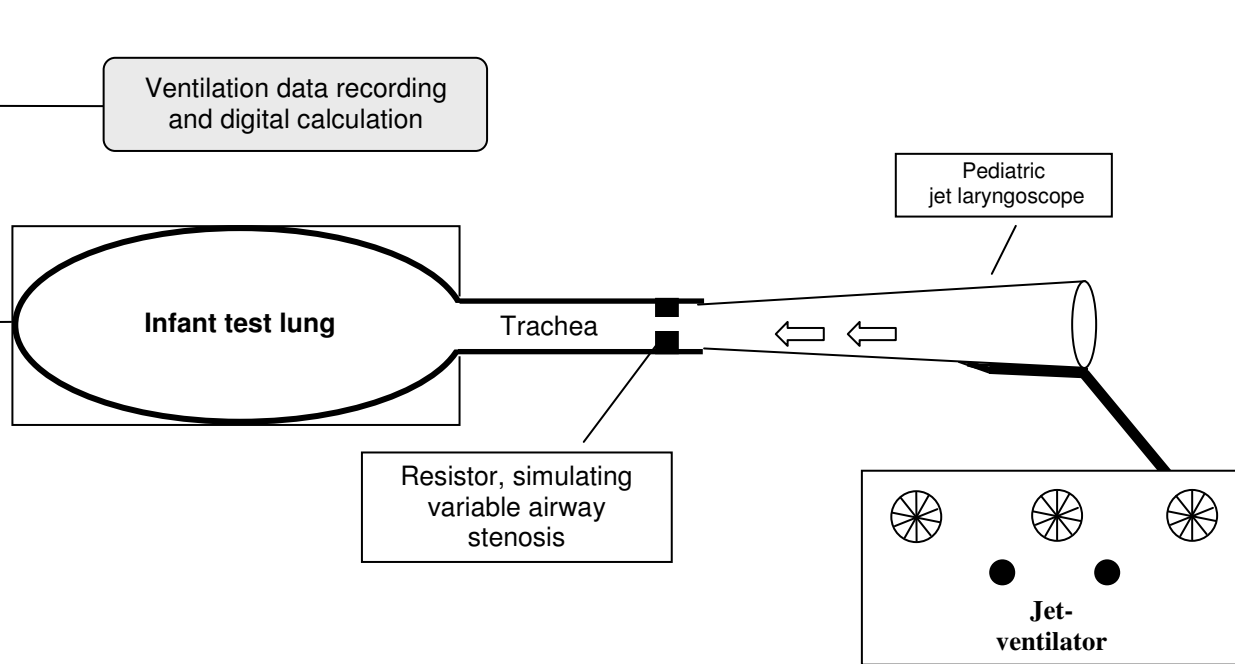 Ventilation data recording
and digital calculation
Pediatric
jet laryngoscope
Infant test lung
Trachea
Resistor, simulating
variable airway
stenosis
Jet-
ventilator